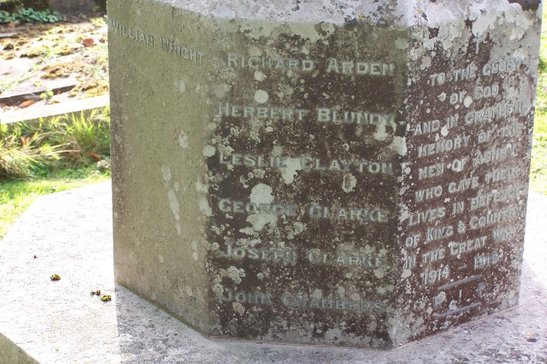 WILLIAM WRIGHT
RICHARD ARDEN
HERBERT BLUNDY
LESLIE CLAYTON
GEORGE CLARKE
JOSEPH CLARKE
JOHN CHAMBERS
TO THE GLORY
OF GOD
AND IN GRATEFUL
MEMORY OF THE
MEN OF
WHO GAVE THEIR
LIVES IN DEFENCE
OF KING & COUNTRY
IN THE GREAT WAR
1914 1918